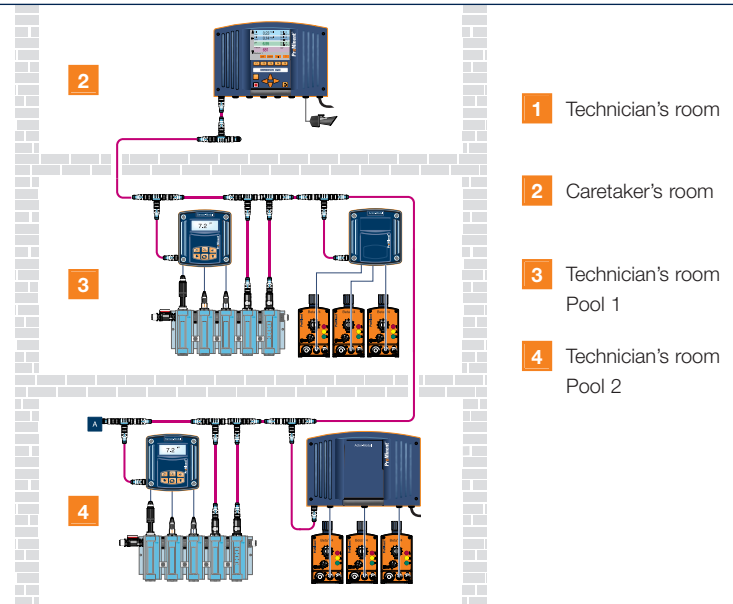 2
3
7.2
4
A
7.2
ProMinent
1 Technician's room
2 Caretaker's room
3 Technician's room
Pool 1
4 Technician's room
Pool 2